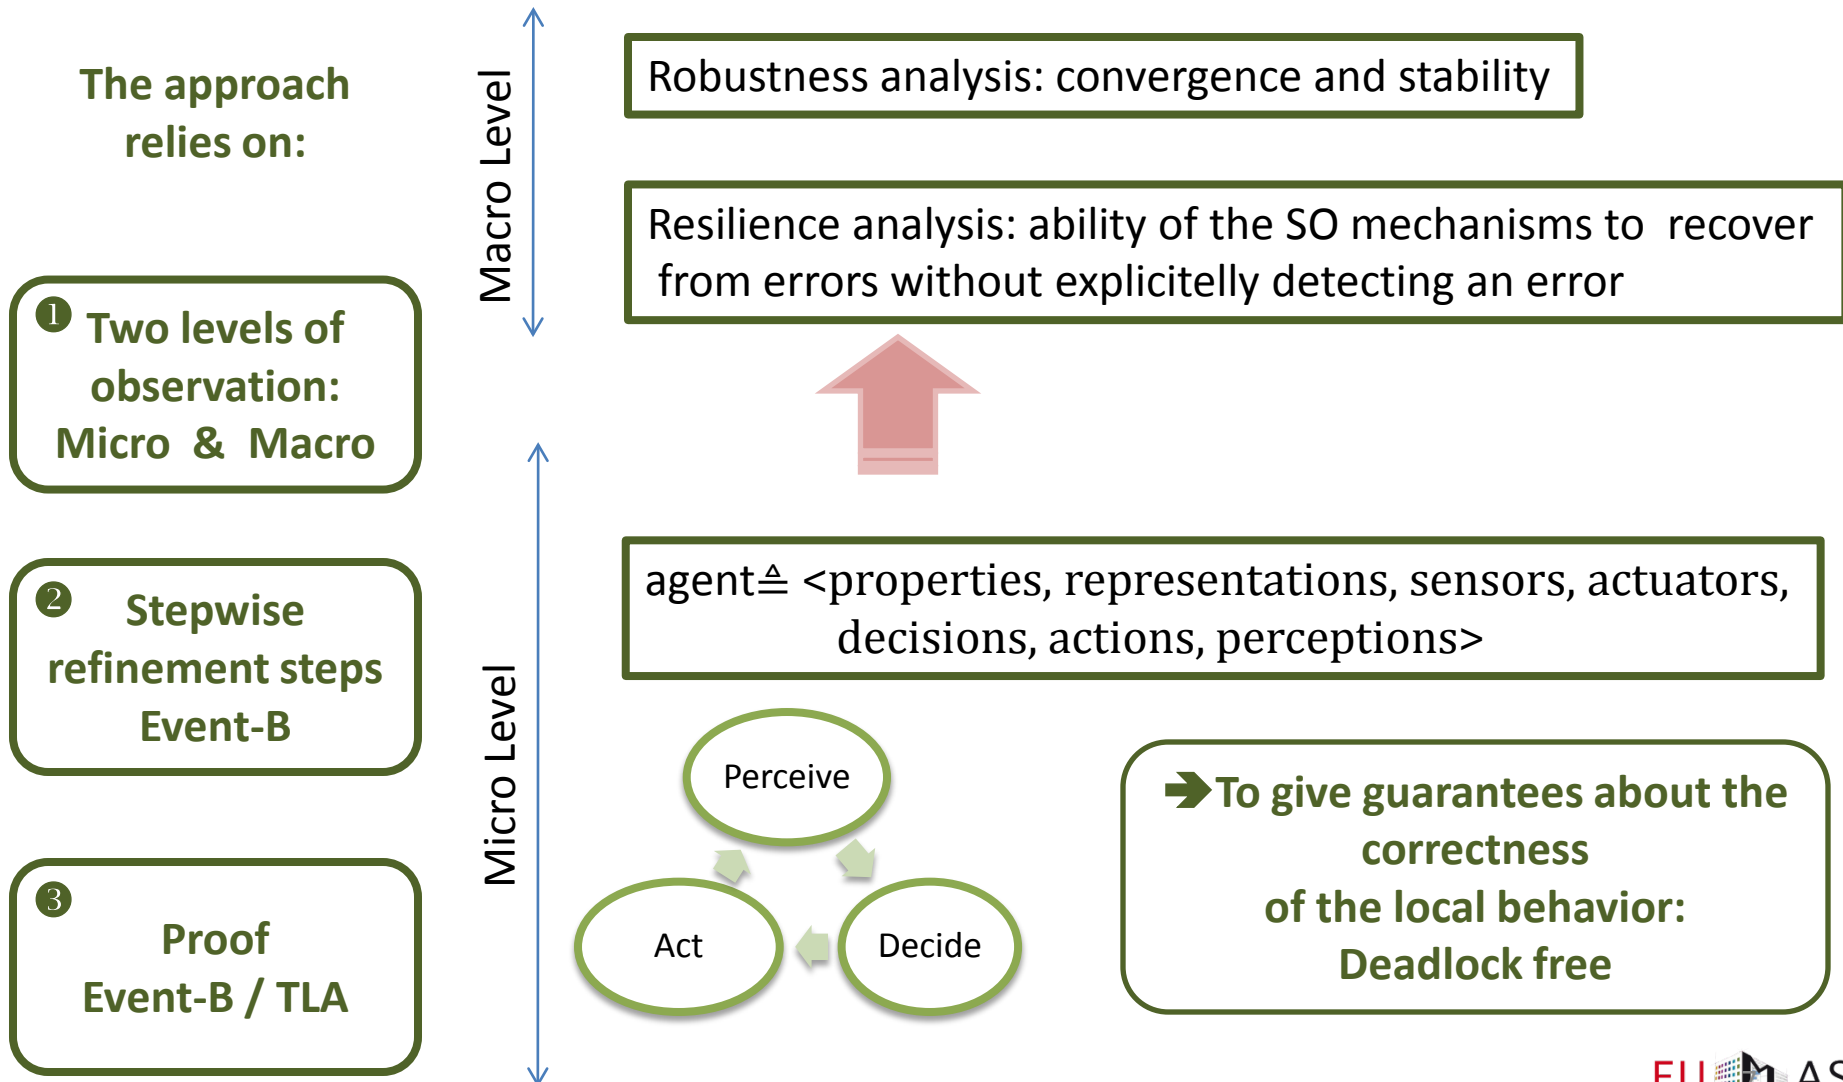 The approach
relies on:
❶ Two levels of
observation:
Micro & Macro
❷ Stepwise
refinement steps
Event-B
❸
Proof
Event-B / TLA
Macro Level
Robustness analysis: convergence and stability
Resilience analysis: ability of the SO mechanisms to recover
from errors without explicitelly detecting an error
Micro Level
agent≜ <properties, representations, sensors, actuators,
decisions, actions, perceptions>
Perceive
Act
Decide
➔To give guarantees about the
correctness
of the local behavior:
Deadlock free